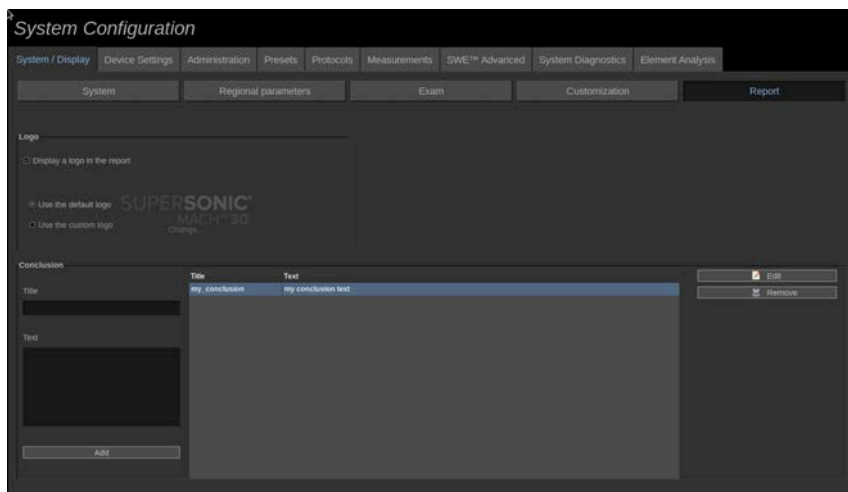 System Configuration
System / Display Device Settings Administration Presets Protocols Measurements SWE™ Advanced System Diagnostics Element Analysis
System Regional parameters Exam Customization Report
Logo
Display a logo in the report
Use the default logo
SUPERSONIC
MACH™ 30
Use the custom logo
Change...
Conclusion
Title Text
Edit
Title
my_conclusion my conclusion text
Remove
Text
Add